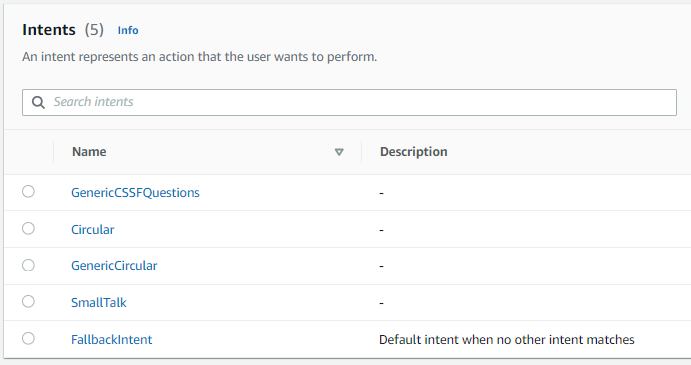 Intents (5) Info
An intent represents an action that the user wants to perform.
Search intents
Name Description
GenericCSSFQuestions -
Circular -
GenericCircular -
SmallTalk -
FallbackIntent Default intent when no other intent matches